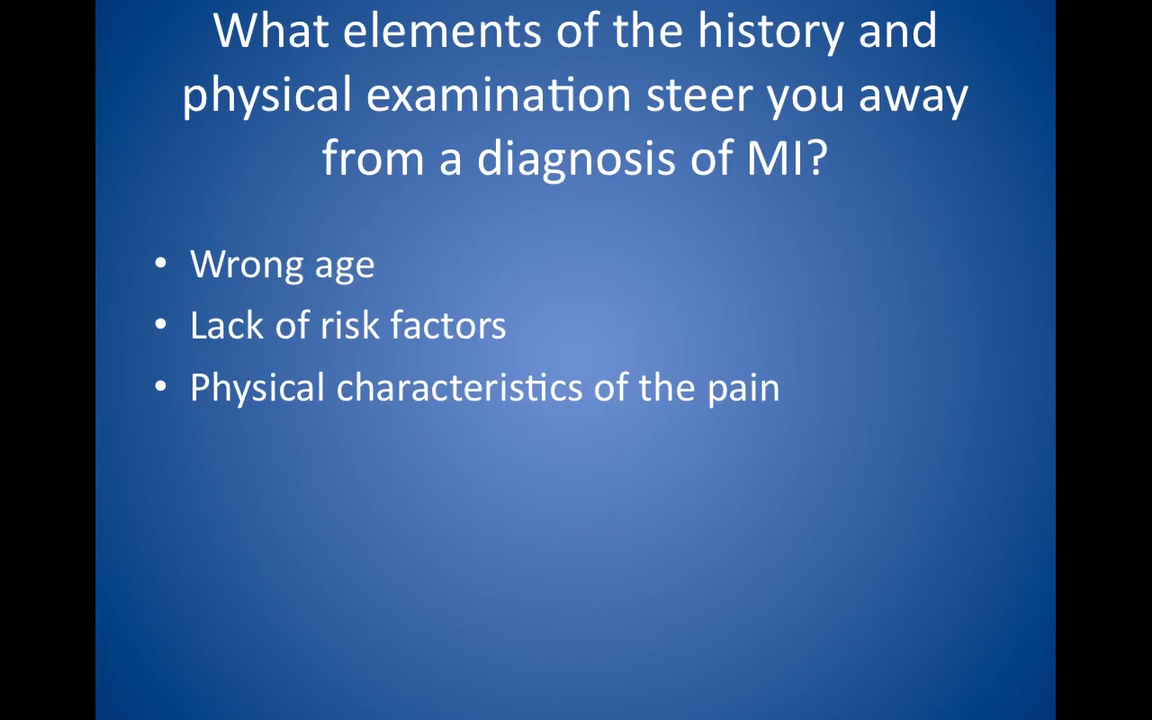 What elements of the history and
physical examination steer you away
from a diagnosis of MI?
• Wrong age
• Lack of risk factors
• Physical characteristics of the pain